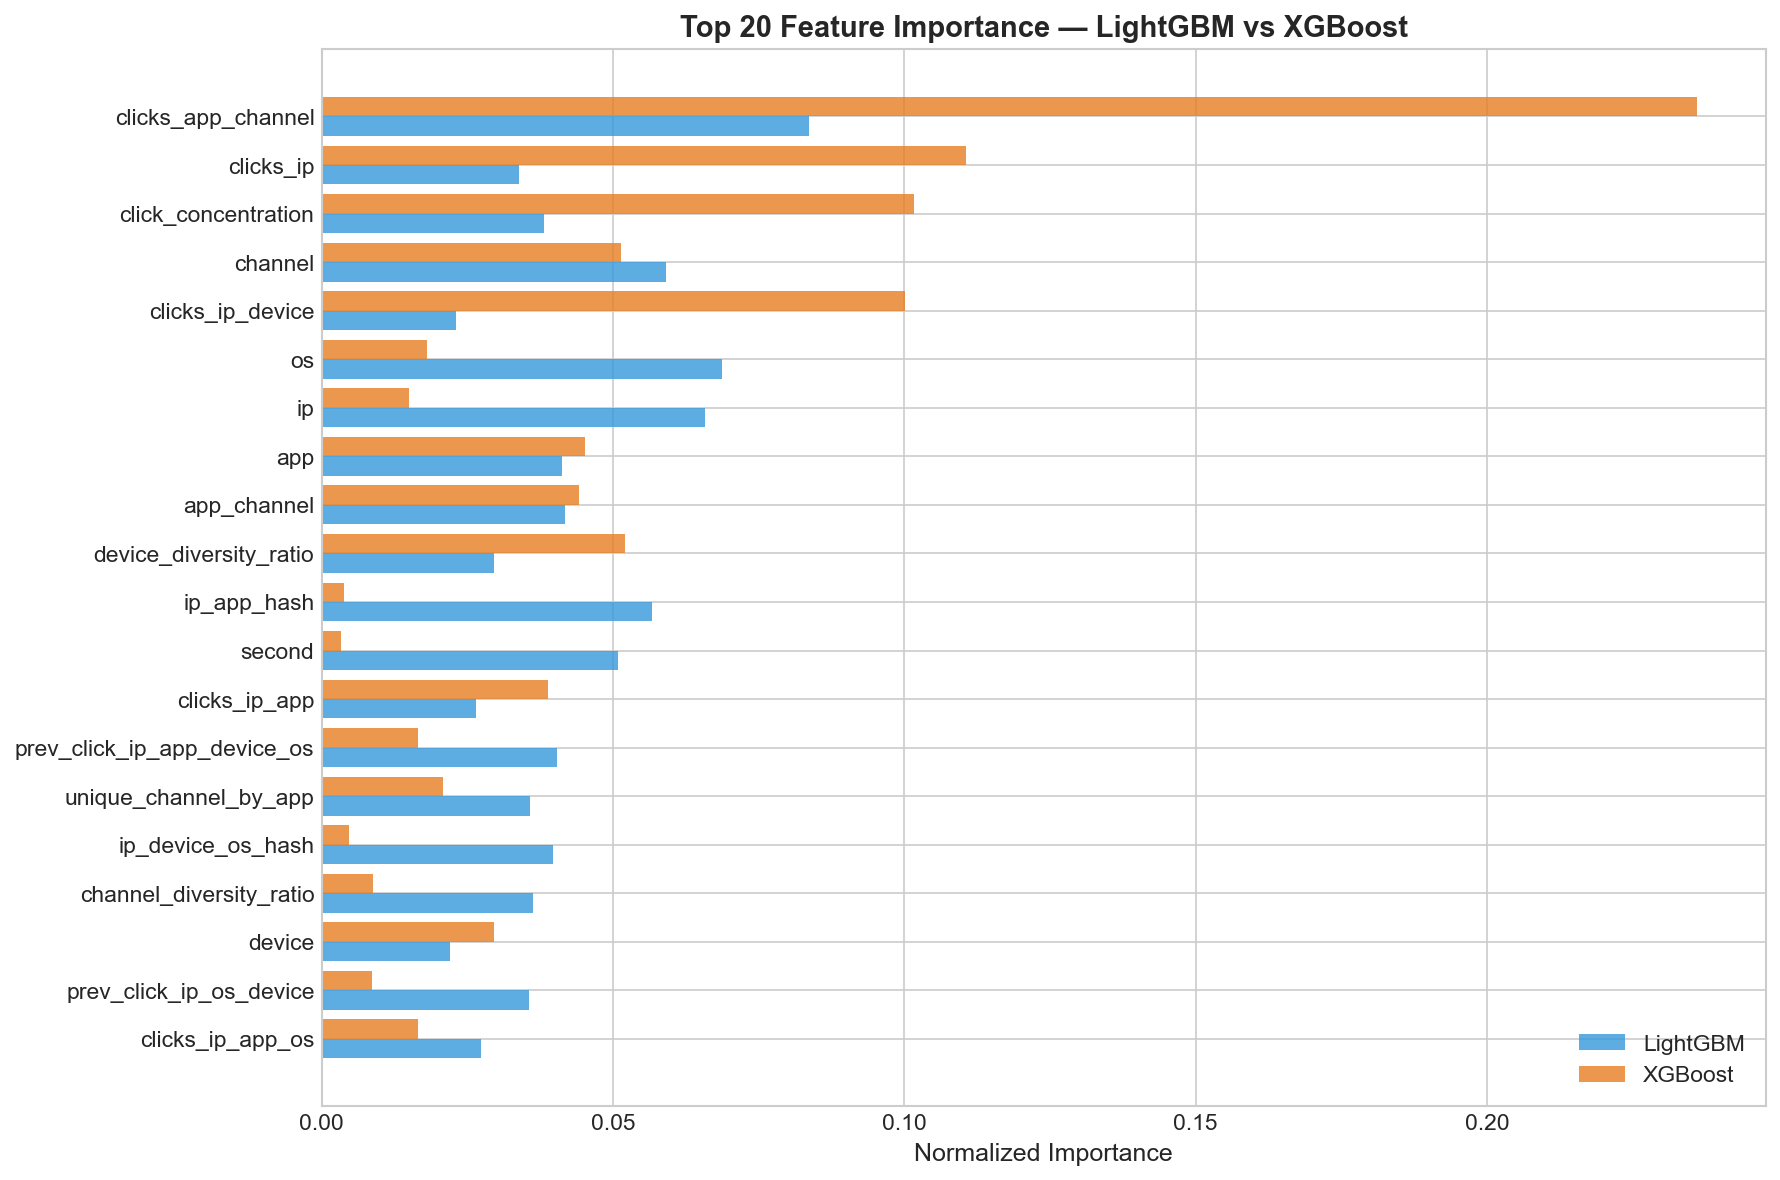 Top 20 Feature Importance — LightGBM vs XGBoost
clicks_app_channel
clicks_ip
click_concentration
channel
clicks_ip_device
os
ip
app
app_channel
device_diversity_ratio
ip_app_hash
second
clicks_ip_app
prev_click_ip_app_device_os
unique_channel_by_app
ip_device_os_hash
channel_diversity_ratio
device
prev_click_ip_os_device
clicks_ip_app_os
LightGBM
XGBoost
0.00 0.05 0.10 0.15 0.20
Normalized Importance